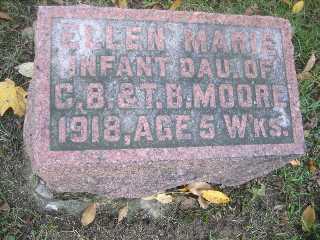 ELLEN MARIE
INFANT DAU. OF
C.B. & T.B. MOORE
1918, AGE 5 WKS.